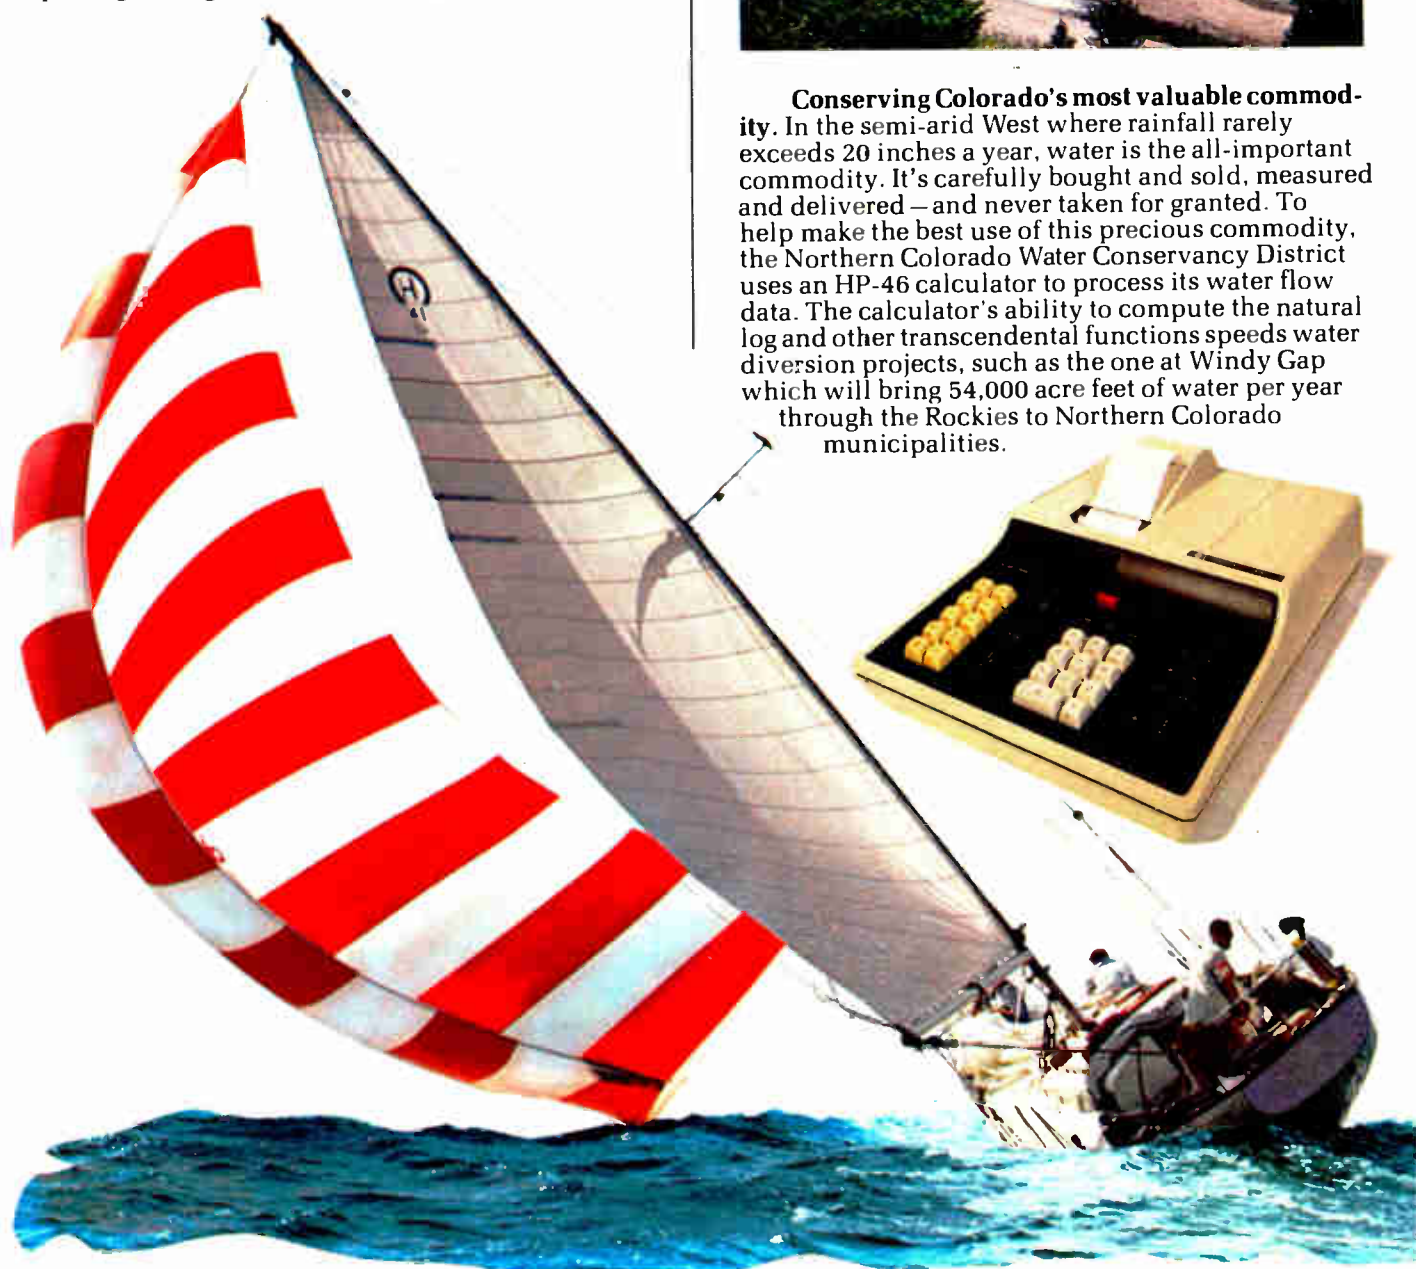 Conserving Colorado's most valuable commod-
ity. In the semi-arid West where rainfall rarely
exceeds 20 inches a year, water is the all-important
commodity. It's carefully bought and sold, measured
and delivered — and never taken for granted. To
help make the best use of this precious commodity,
the Northern Colorado Water Conservancy District
uses an HP-46 calculator to process its water flow
data. The calculator's ability to compute the natural
log and other transcendental functions speeds water
diversion projects, such as the one at Windy Gap
which will bring 54,000 acre feet of water per year
through the Rockies to Northern Colorado
municipalities.
H